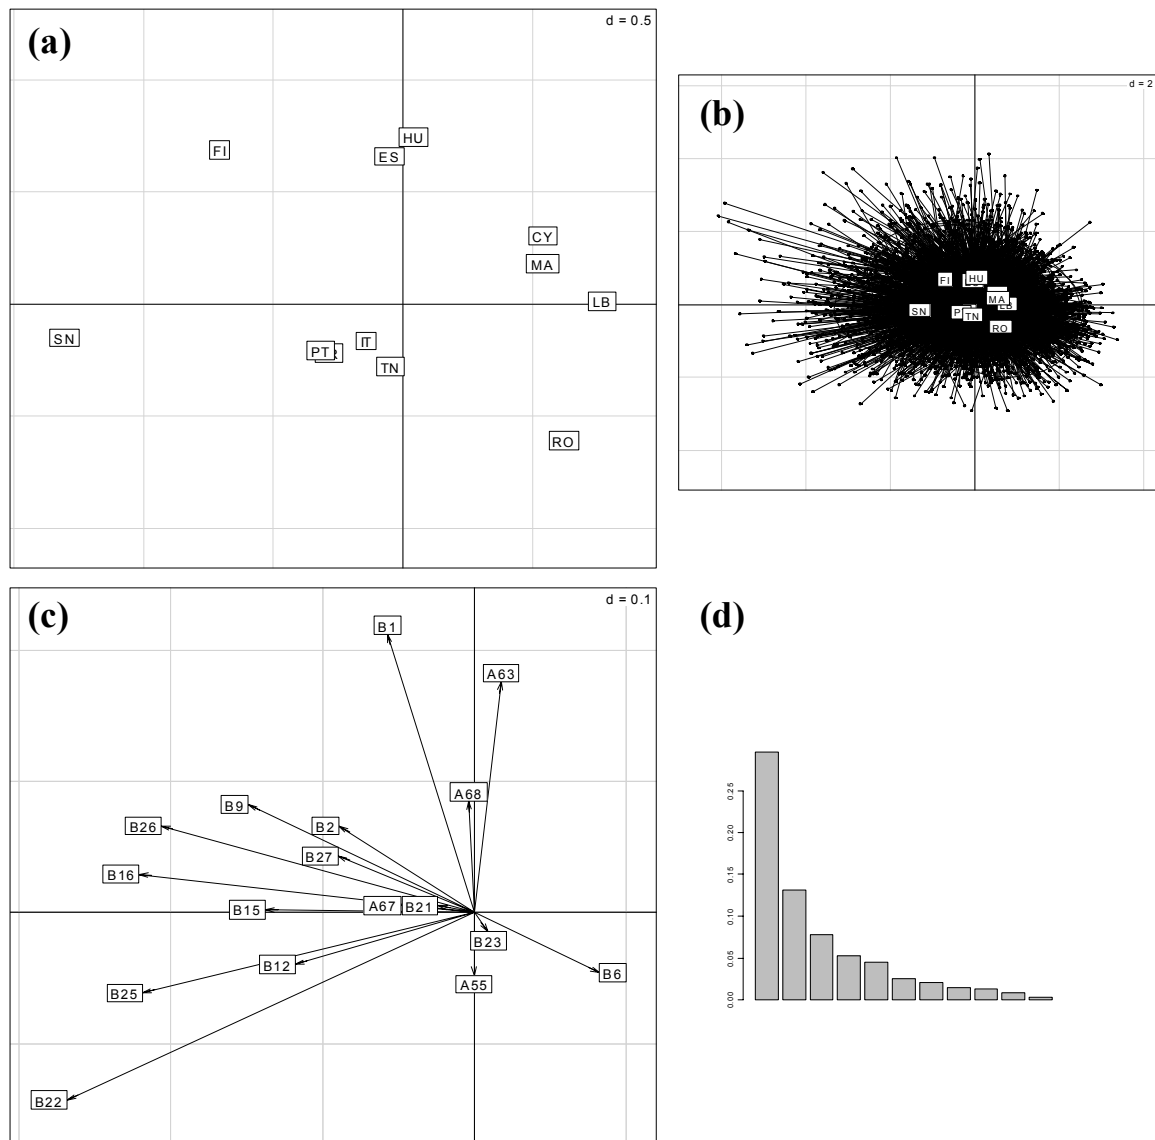 (a)
d = 0.5
FI
HU
ES
CY
MA
LB
SN
PT
IT
TN
RO
(b)
d = 2
FI
HU
MA
SN
TN
RO
(c)
d = 0.1
B1
A63
A68
B9
B2
B26
B27
B16
A67
B21
B15
B23
B12
B6
B25
A55
B22
(d)
0.25
0.20
0.15
0.10
0.05
0.00